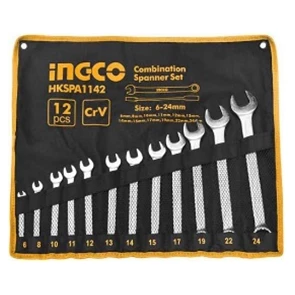 INGCO
HKSPA1142
Combination
Spanner Set
Size: 6-24mm
12
pcs
CrV
6 8 10 11 12 13 14 15 17 19 22 24